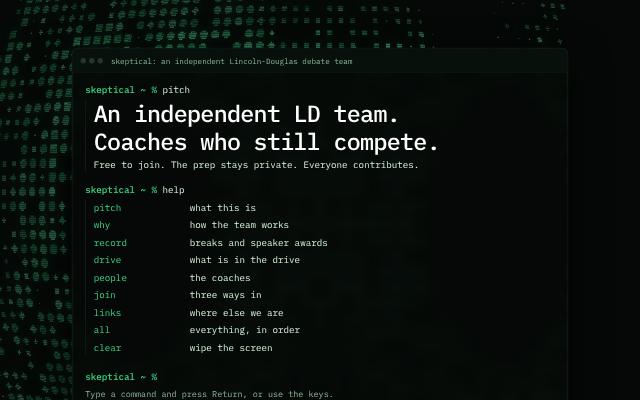 skeptical: an independent Lincoln-Douglas debate team
skeptical ~ % pitch
An independent LD team.
Coaches who still compete.
Free to join. The prep stays private. Everyone contributes.
skeptical ~ % help
pitch what this is
why how the team works
record breaks and speaker awards
drive what is in the drive
people the coaches
join three ways in
links where else we are
all everything, in order
clear wipe the screen
skeptical ~ %
Type a command and press Return, or use the keys.